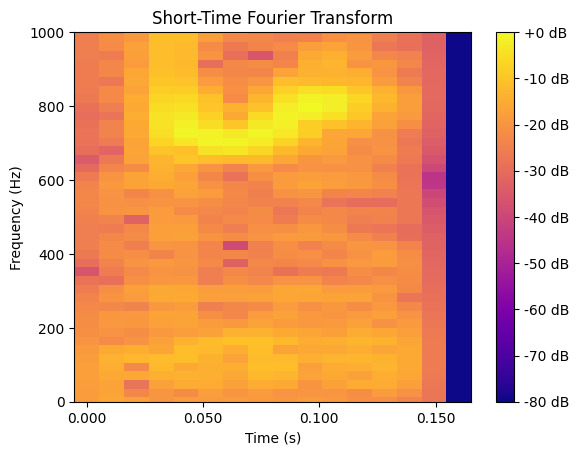 Short-Time Fourier Transform
Frequency (Hz)
1000
800
600
400
200
0
0.000 0.050 0.100 0.150
Time (s)
+0 dB
-10 dB
-20 dB
-30 dB
-40 dB
-50 dB
-60 dB
-70 dB
-80 dB